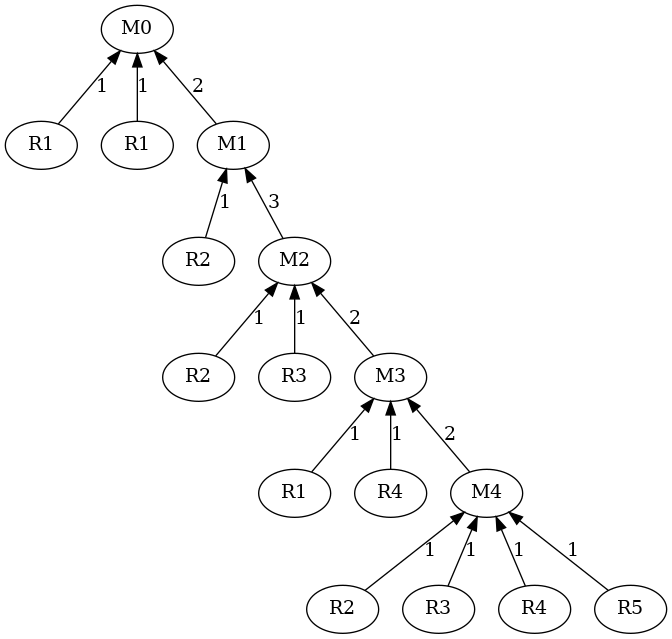 M0
1 1 2
R1 R1 M1
1 3
R2 M2
1 1 2
R2 R3 M3
1 1 2
R1 R4 M4
1 1 1 1
R2 R3 R4 R5